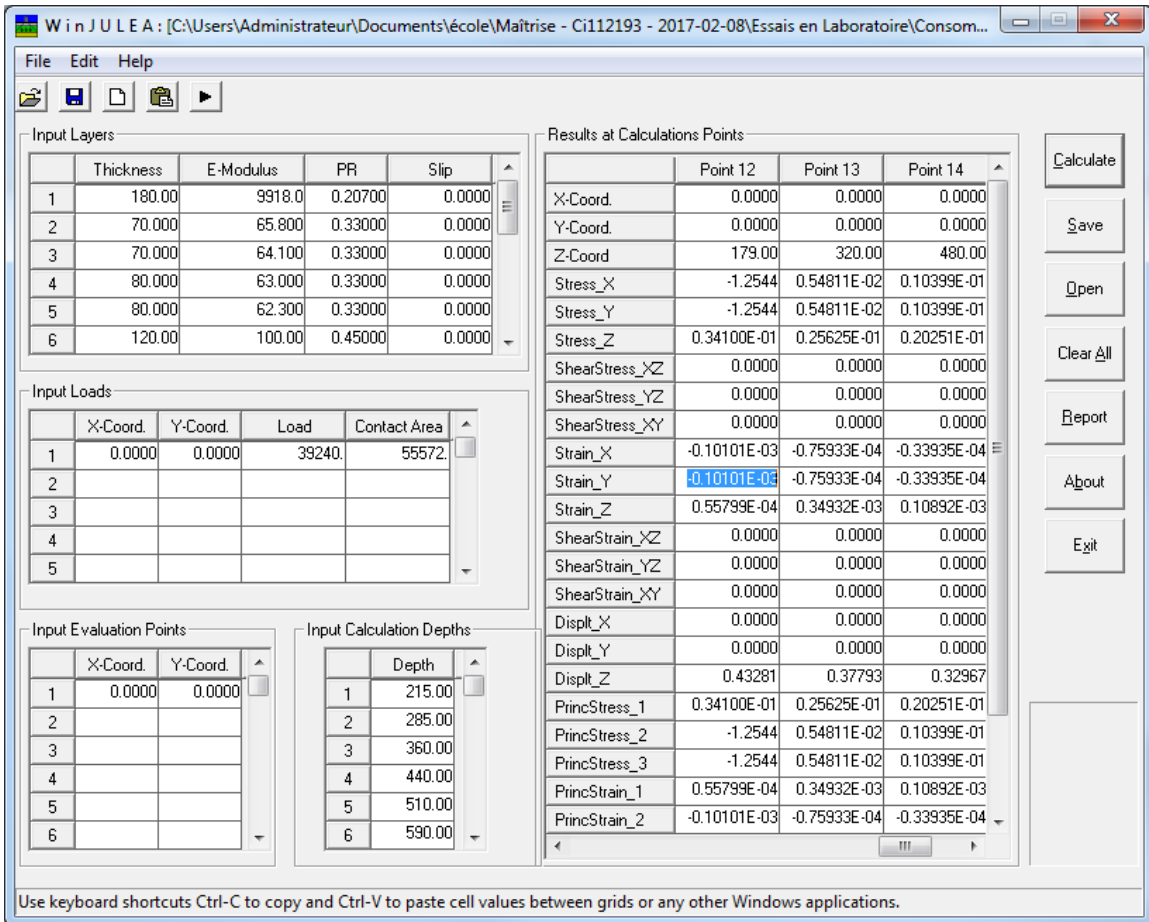 W i n J U L E A : [C:\Users\Administrateur\Documents\école\Maîtrise - Ci112193 - 2017-02-08\Essais en Laboratoire\Consom...
File Edit Help
Input Layers
Thickness E-Modulus PR Slip
1 180.00 9918.0 0.20700 0.0000
2 70.000 65.800 0.33000 0.0000
3 70.000 64.100 0.33000 0.0000
4 80.000 63.000 0.33000 0.0000
5 80.000 62.300 0.33000 0.0000
6 120.00 100.00 0.45000 0.0000
Input Loads
X-Coord. Y-Coord. Load Contact Area
1 0.0000 0.0000 39240. 55572.
2
3
4
5
Input Evaluation Points
X-Coord. Y-Coord.
1 0.0000 0.0000
2
3
4
5
6
Input Calculation Depths
Depth
1 215.00
2 285.00
3 360.00
4 440.00
5 510.00
6 590.00
Results at Calculations Points
Point 12 Point 13 Point 14
X-Coord. 0.0000 0.0000 0.0000
Y-Coord. 0.0000 0.0000 0.0000
Z-Coord 179.00 320.00 480.00
Stress_X -1.2544 0.54811E-02 0.10399E-01
Stress_Y -1.2544 0.54811E-02 0.10399E-01
Stress_Z 0.34100E-01 0.25625E-01 0.20251E-01
ShearStress_XZ 0.0000 0.0000 0.0000
ShearStress_YZ 0.0000 0.0000 0.0000
ShearStress_XY 0.0000 0.0000 0.0000
Strain_X -0.10101E-03 -0.75933E-04 -0.33935E-04
Strain_Y -0.10101E-03 -0.75933E-04 -0.33935E-04
Strain_Z 0.55799E-04 0.34932E-03 0.10892E-03
ShearStrain_XZ 0.0000 0.0000 0.0000
ShearStrain_YZ 0.0000 0.0000 0.0000
ShearStrain_XY 0.0000 0.0000 0.0000
Displt_X 0.0000 0.0000 0.0000
Displt_Y 0.0000 0.0000 0.0000
Displt_Z 0.43281 0.37793 0.32967
PrincStress_1 0.34100E-01 0.25625E-01 0.20251E-01
PrincStress_2 -1.2544 0.54811E-02 0.10399E-01
PrincStress_3 -1.2544 0.54811E-02 0.10399E-01
PrincStrain_1 0.55799E-04 0.34932E-03 0.10892E-03
PrincStrain_2 -0.10101E-03 -0.75933E-04 -0.33935E-04
Calculate
Save
Open
Clear All
Report
About
Exit
Use keyboard shortcuts Ctrl-C to copy and Ctrl-V to paste cell values between grids or any other Windows applications.